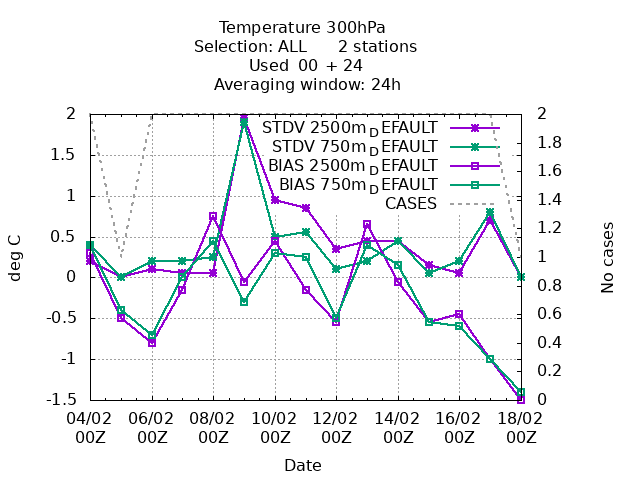 Temperature 300hPa
Selection: ALL 2 stations
Used 00 + 24
Averaging window: 24h
2
1.5
1
0.5
0
-0.5
-1
-1.5
deg C
STDV 2500m_DEFAULT
STDV 750m_DEFAULT
BIAS 2500m_DEFAULT
BIAS 750m_DEFAULT
CASES
2
1.8
1.6
1.4
1.2
1
0.8
0.6
0.4
0.2
0
No cases
04/02 06/02 08/02 10/02 12/02 14/02 16/02 18/02
00Z 00Z 00Z 00Z 00Z 00Z 00Z 00Z
Date